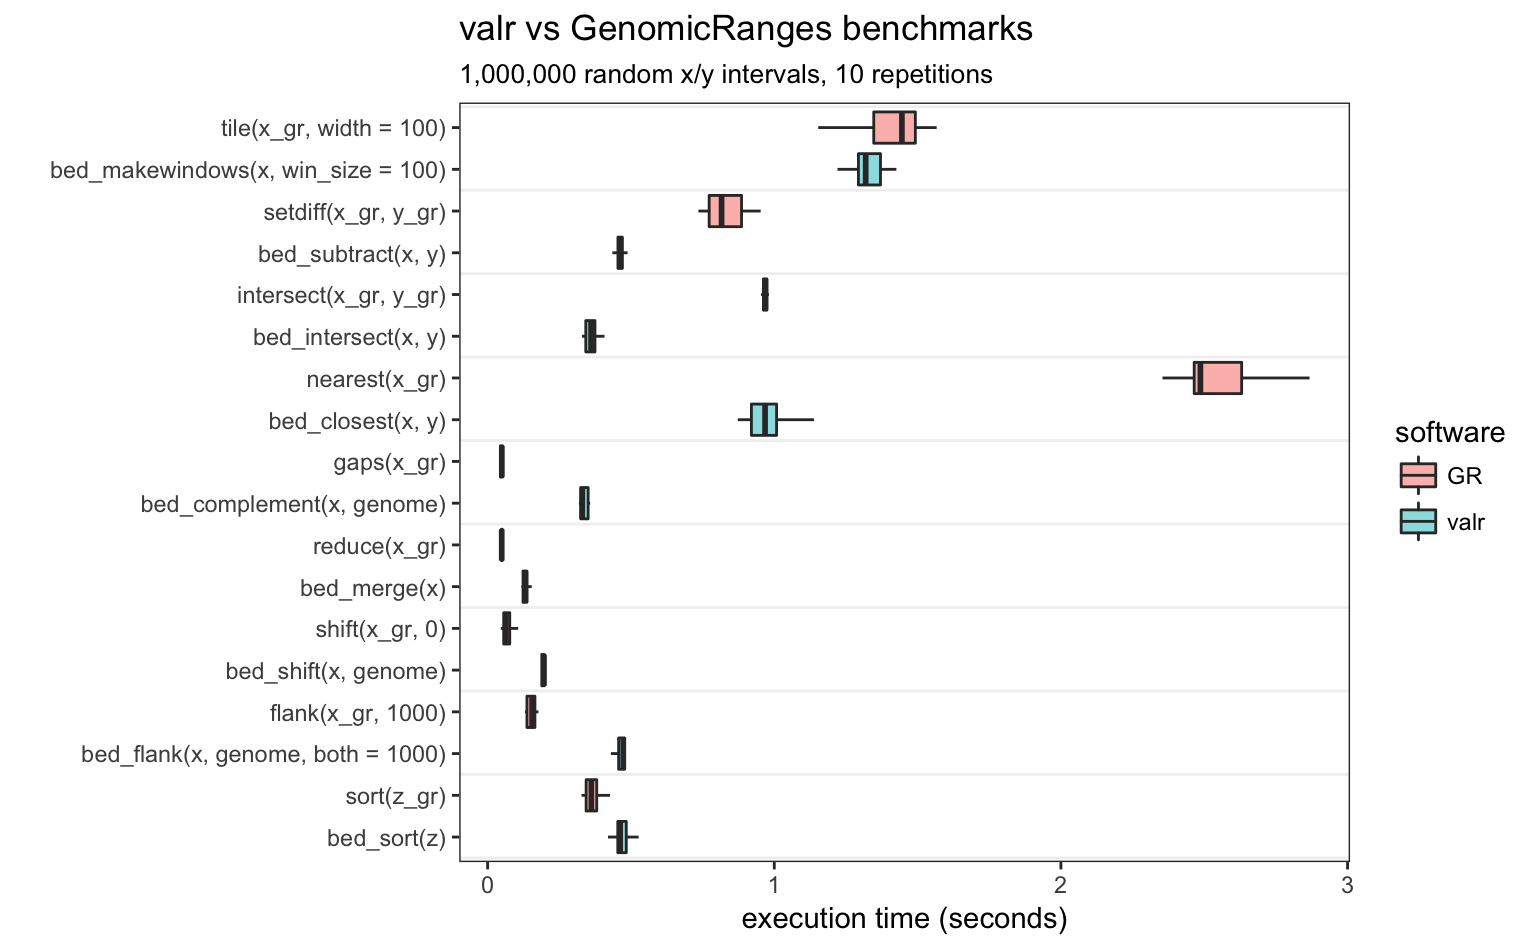 valr vs GenomicRanges benchmarks
1,000,000 random x/y intervals, 10 repetitions
tile(x_gr, width = 100)
bed_makewindows(x, win_size = 100)
setdiff(x_gr, y_gr)
bed_subtract(x, y)
intersect(x_gr, y_gr)
bed_intersect(x, y)
nearest(x_gr)
bed_closest(x, y)
gaps(x_gr)
bed_complement(x, genome)
reduce(x_gr)
bed_merge(x)
shift(x_gr, 0)
bed_shift(x, genome)
flank(x_gr, 1000)
bed_flank(x, genome, both = 1000)
sort(z_gr)
bed_sort(z)
0 1 2 3
execution time (seconds)
software
GR
valr